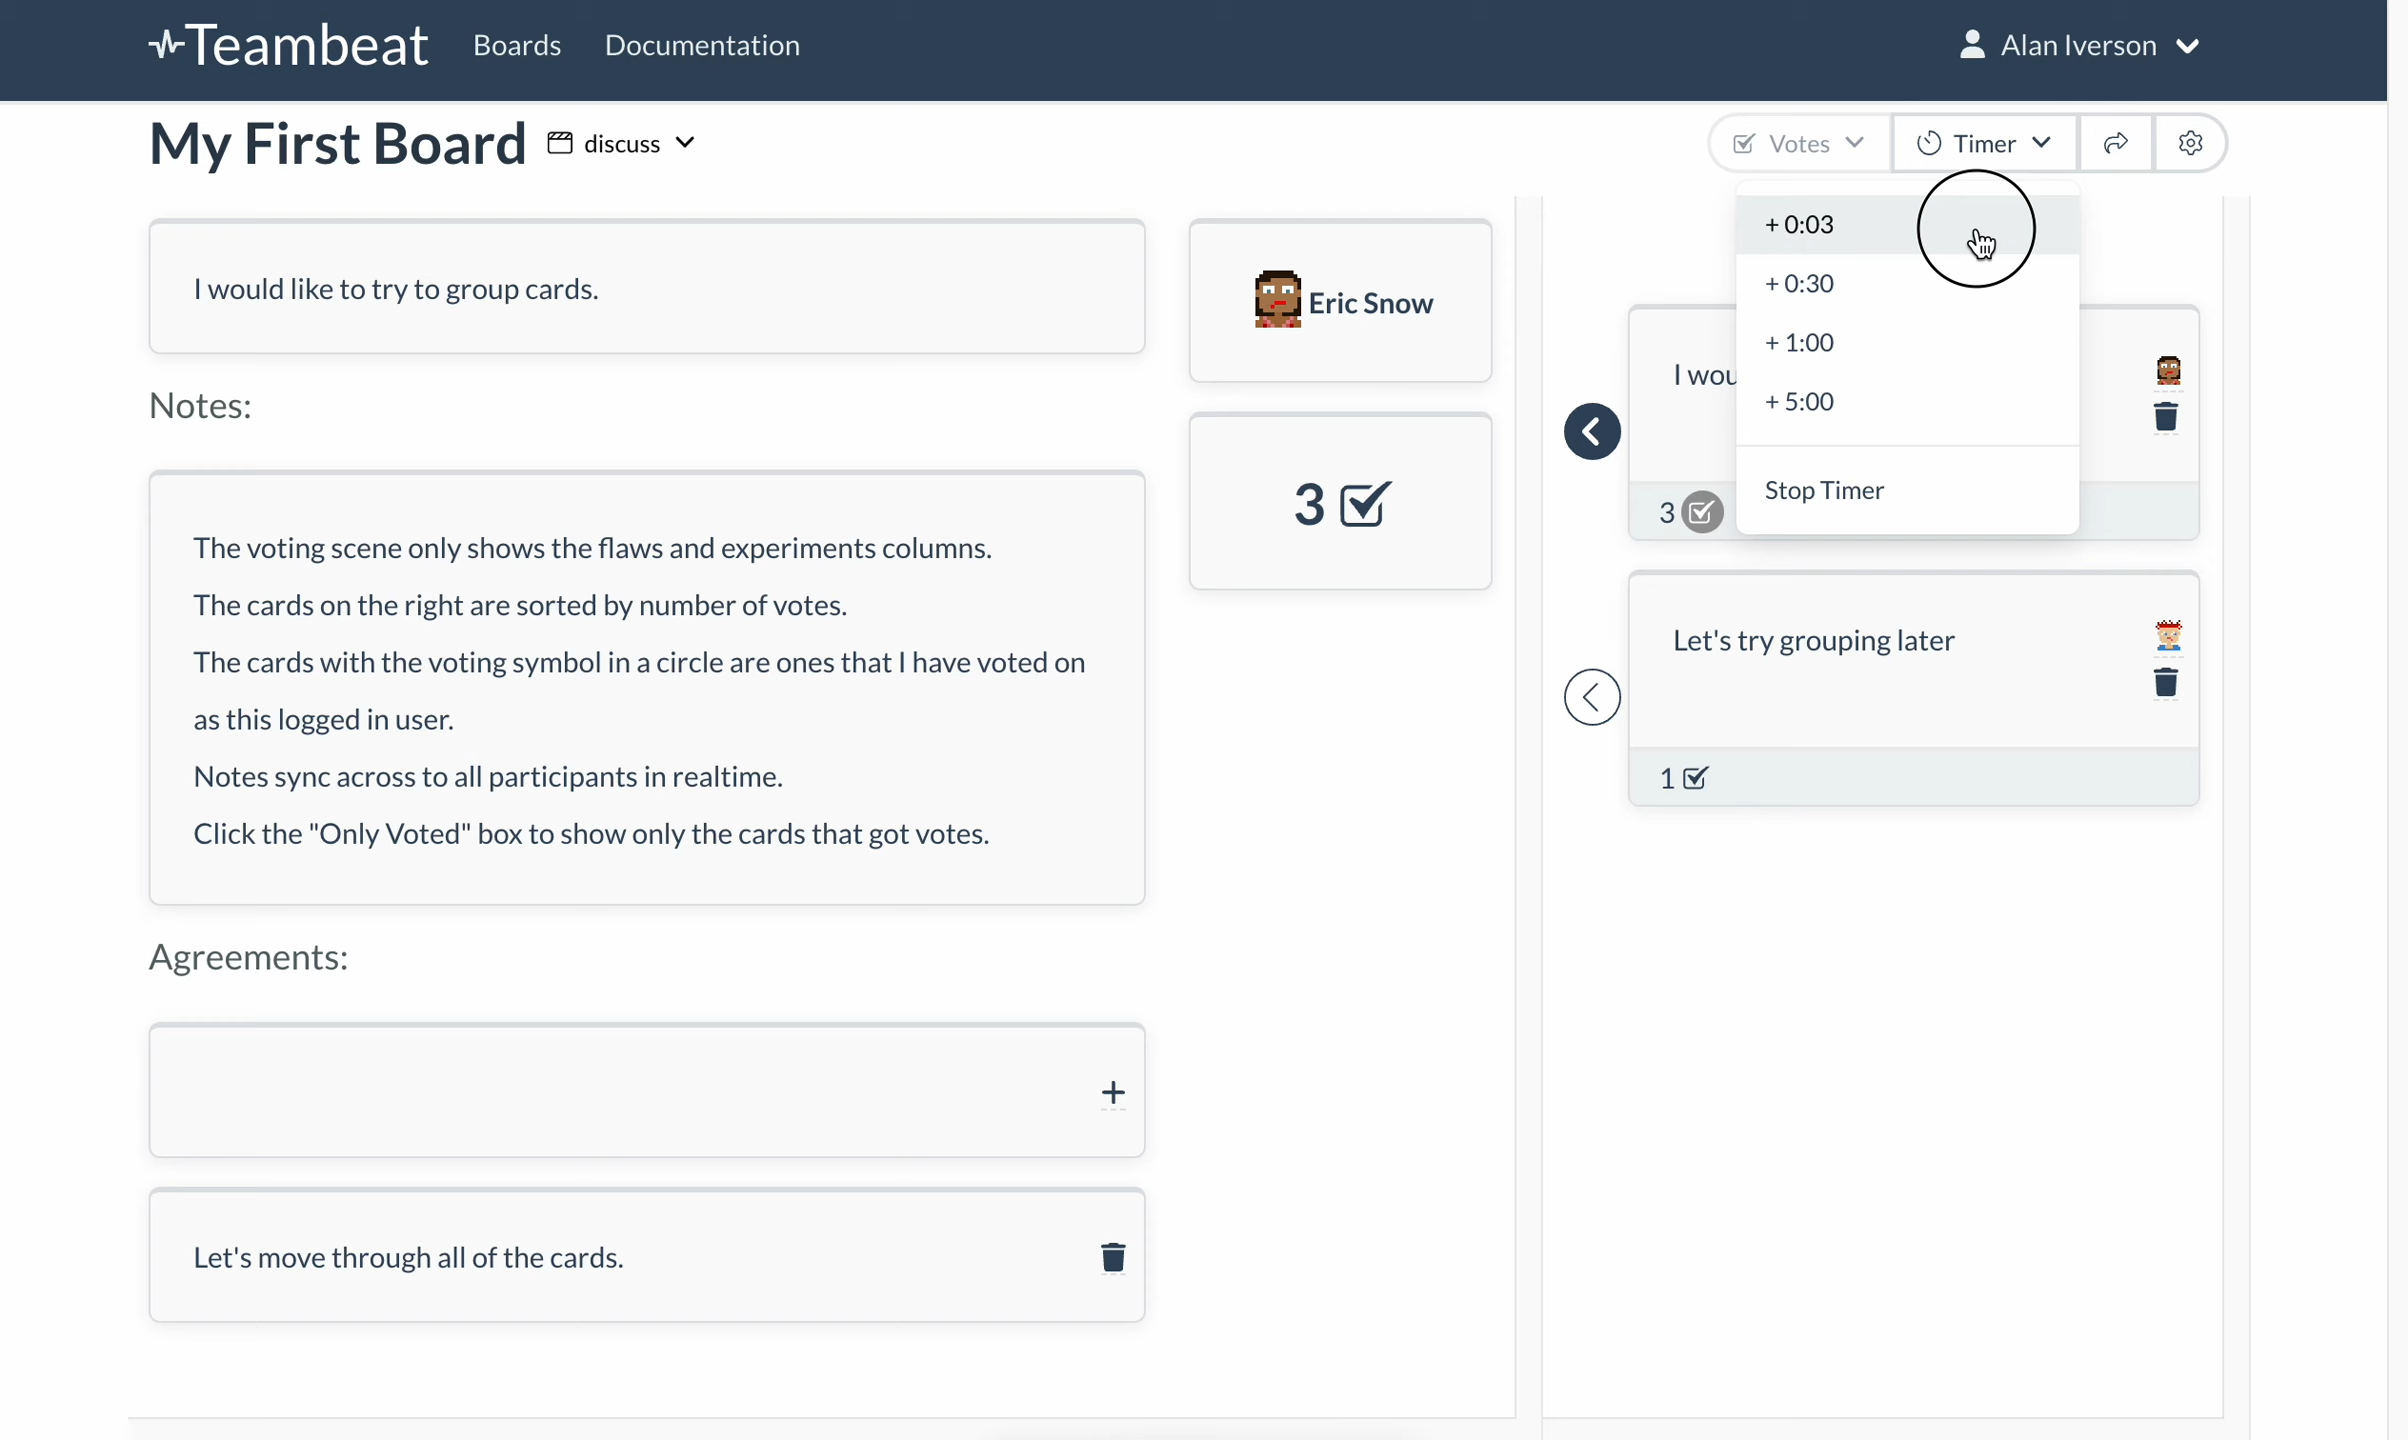 Teambeat
Boards
Documentation
Alan Iverson
My First Board
discuss
Votes
Timer
+ 0:03
+ 0:30
+ 1:00
+ 5:00
Stop Timer
I would like to try to group cards.
Eric Snow
3
Notes:
The voting scene only shows the flaws and experiments columns.
The cards on the right are sorted by number of votes.
The cards with the voting symbol in a circle are ones that I have voted on
as this logged in user.
Notes sync across to all participants in realtime.
Click the "Only Voted" box to show only the cards that got votes.
Agreements:
+
Let's move through all of the cards.
I wou
3
Let's try grouping later
1